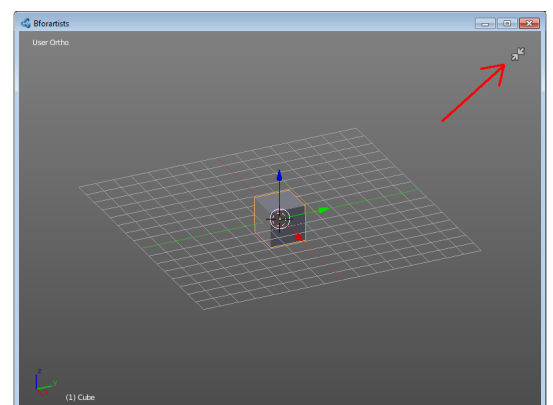 Bforartists
User Ortho
z
y
(1) Cube